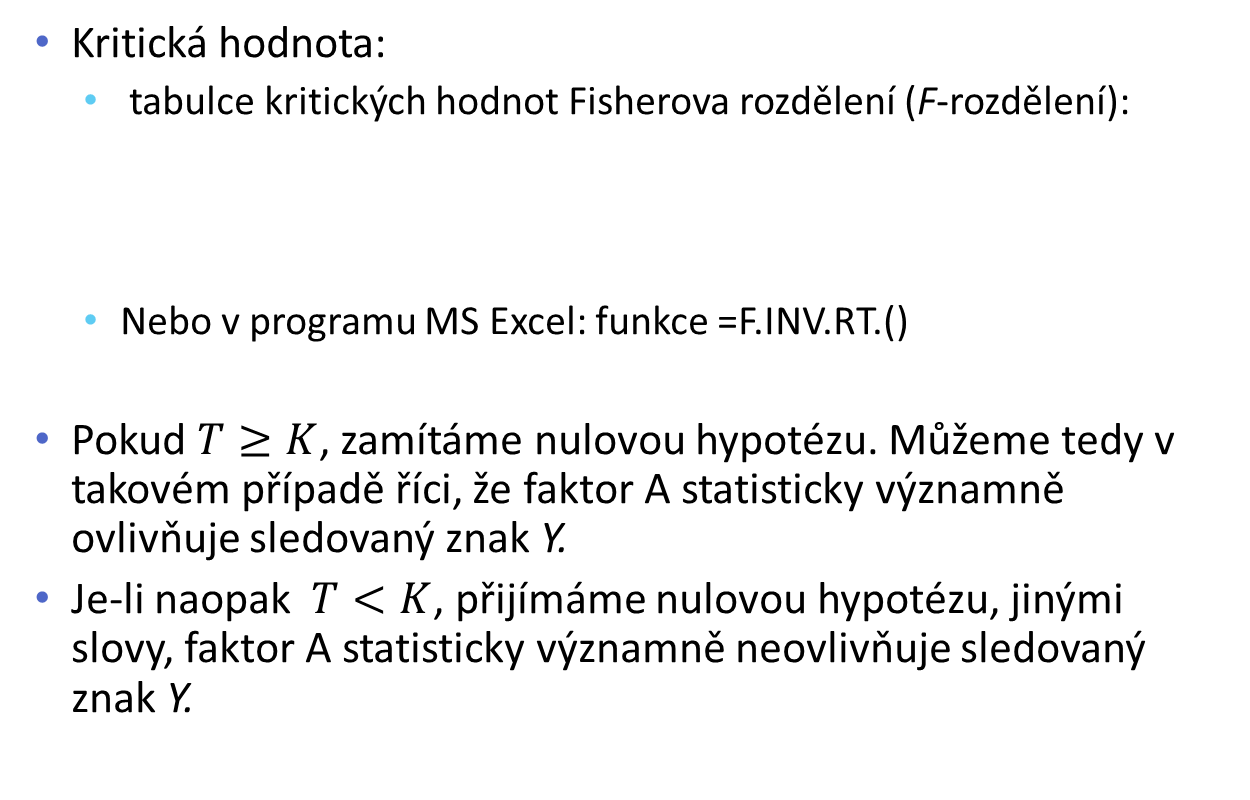 • Kritická hodnota:
• tabulce kritických hodnot Fisherova rozdělení (F-rozdělení):
• Nebo v programu MS Excel: funkce =F.INV.RT.()
• Pokud T ≥ K, zamítáme nulovou hypotézu. Můžeme tedy v
takovém případě říci, že faktor A statisticky významně
ovlivňuje sledovaný znak Y.
• Je-li naopak T < K, přijímáme nulovou hypotézu, jinými
slovy, faktor A statisticky významně neovlivňuje sledovaný
znak Y.